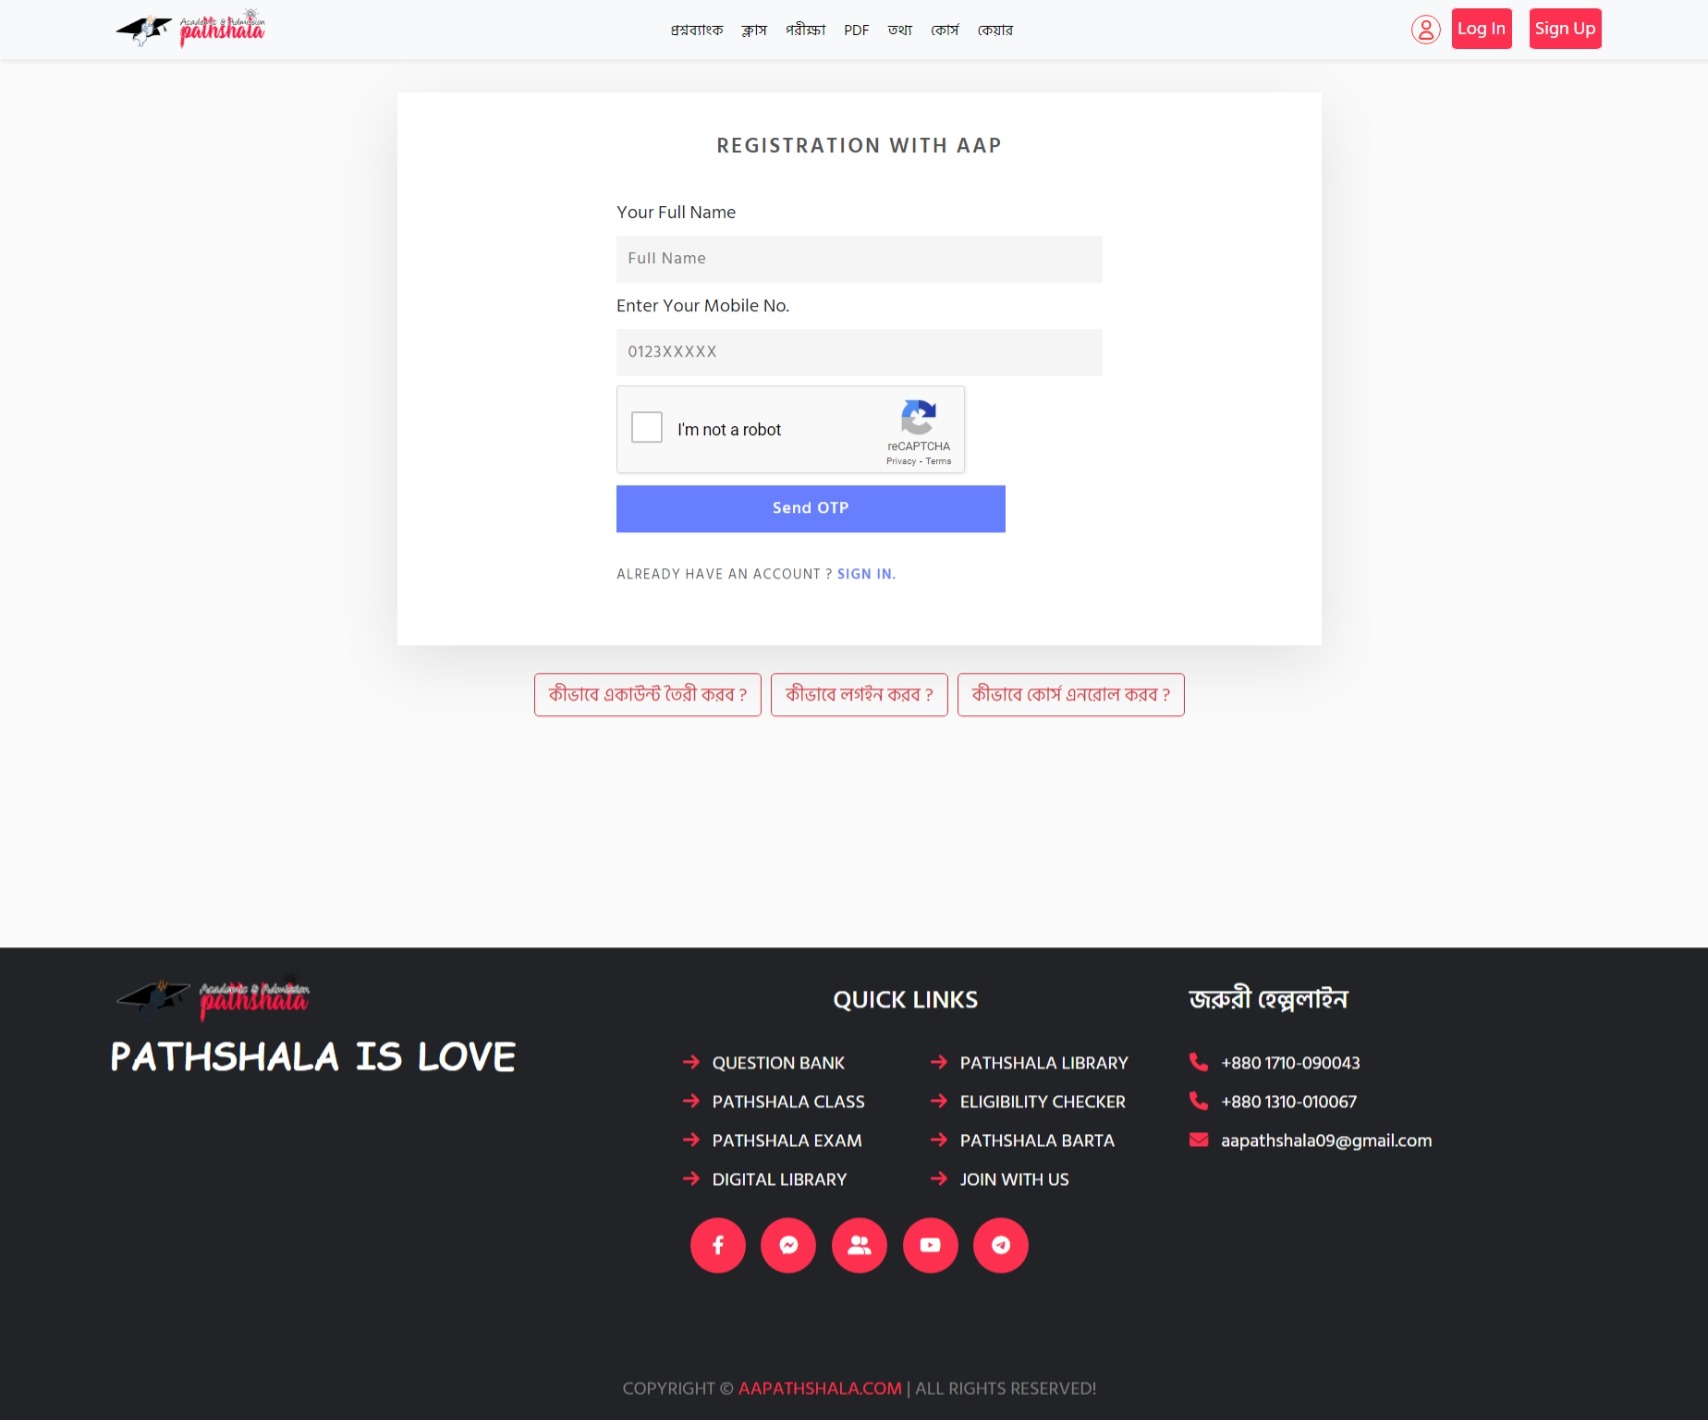 Academic & Admission
pathshala
প্রশ্নব্যাংক ক্লাস পরীক্ষা PDF তথ্য কোর্স কেয়ার
Log In Sign Up
REGISTRATION WITH AAP
Your Full Name
Full Name
Enter Your Mobile No.
0123XXXXX
I'm not a robot
reCAPTCHA
Privacy - Terms
Send OTP
ALREADY HAVE AN ACCOUNT ? SIGN IN.
কীভাবে একাউন্ট তৈরী করব ? কীভাবে লগইন করব ? কীভাবে কোর্স এনরোল করব ?
Academic & Admission
pathshala
PATHSHALA IS LOVE
QUICK LINKS
QUESTION BANK
PATHSHALA CLASS
PATHSHALA EXAM
DIGITAL LIBRARY
PATHSHALA LIBRARY
ELIGIBILITY CHECKER
PATHSHALA BARTA
JOIN WITH US
জরুরী হেল্পলাইন
+880 1710-090043
+880 1310-010067
aapathshala09@gmail.com
COPYRIGHT © AAPATHSHALA.COM | ALL RIGHTS RESERVED!